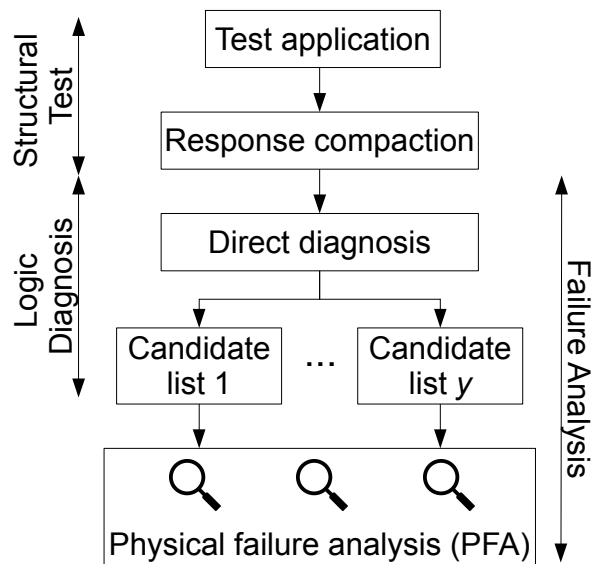 Structural
Test
Test application
Response compaction
Logic
Diagnosis
Direct diagnosis
Candidate
list 1
...
Candidate
list y
Failure Analysis
Physical failure analysis (PFA)